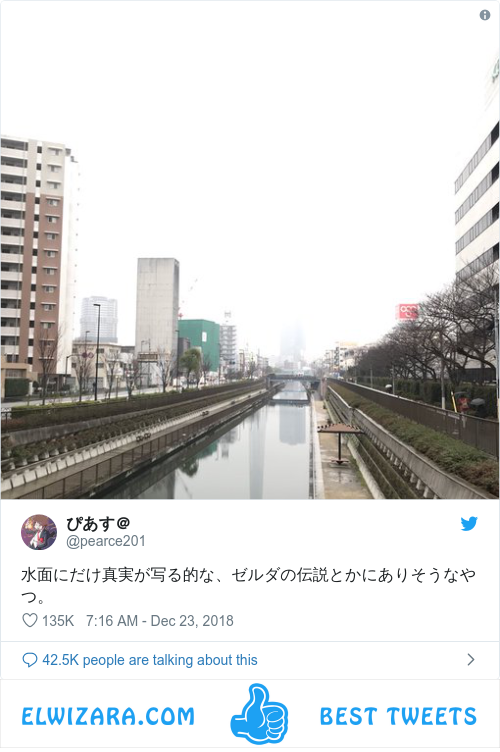 ぴあす＠
@pearce201
水面にだけ真実が写る的な、ゼルダの伝説とかにありそうなや
つ。
135K 7:16 AM - Dec 23, 2018
42.5K people are talking about this
ELWIZARA.COM
BEST TWEETS